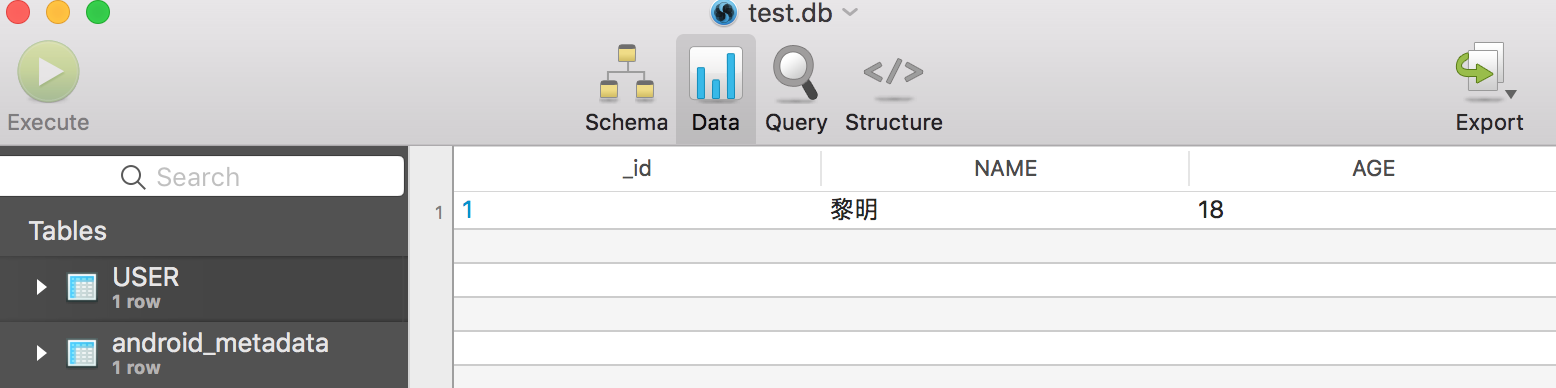 test.db
Execute
Schema Data Query Structure
Export
Search
Tables
USER
1 row
android_metadata
1 row
_id NAME AGE
1 1 黎明 18